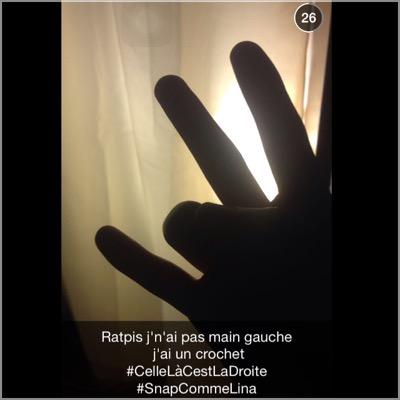 26
Ratpis j'n'ai pas main gauche
j'ai un crochet
#CelleLàCestLaDroite
#SnapCommeLina